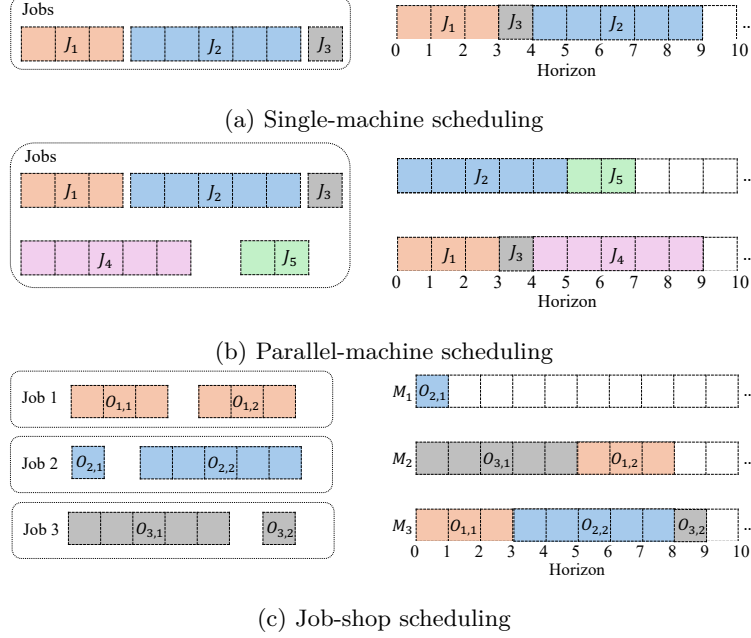 Jobs
J₁ J₂ J₃
J₁ J₃ J₂
0 1 2 3 4 5 6 7 8 9 10 ..
Horizon
(a) Single-machine scheduling
Jobs
J₁ J₂ J₃
J₄ J₅
J₂ J₅ ..
J₁ J₃ J₄ ..
0 1 2 3 4 5 6 7 8 9 10
Horizon
(b) Parallel-machine scheduling
Job 1 O₁,₁ O₁,₂
Job 2 O₂,₁ O₂,₂
Job 3 O₃,₁ O₃,₂
M₁ O₂,₁ ..
M₂ O₃,₁ O₁,₂ ..
M₃ O₁,₁ O₂,₂ O₃,₂ ..
0 1 2 3 4 5 6 7 8 9 10
Horizon
(c) Job-shop scheduling